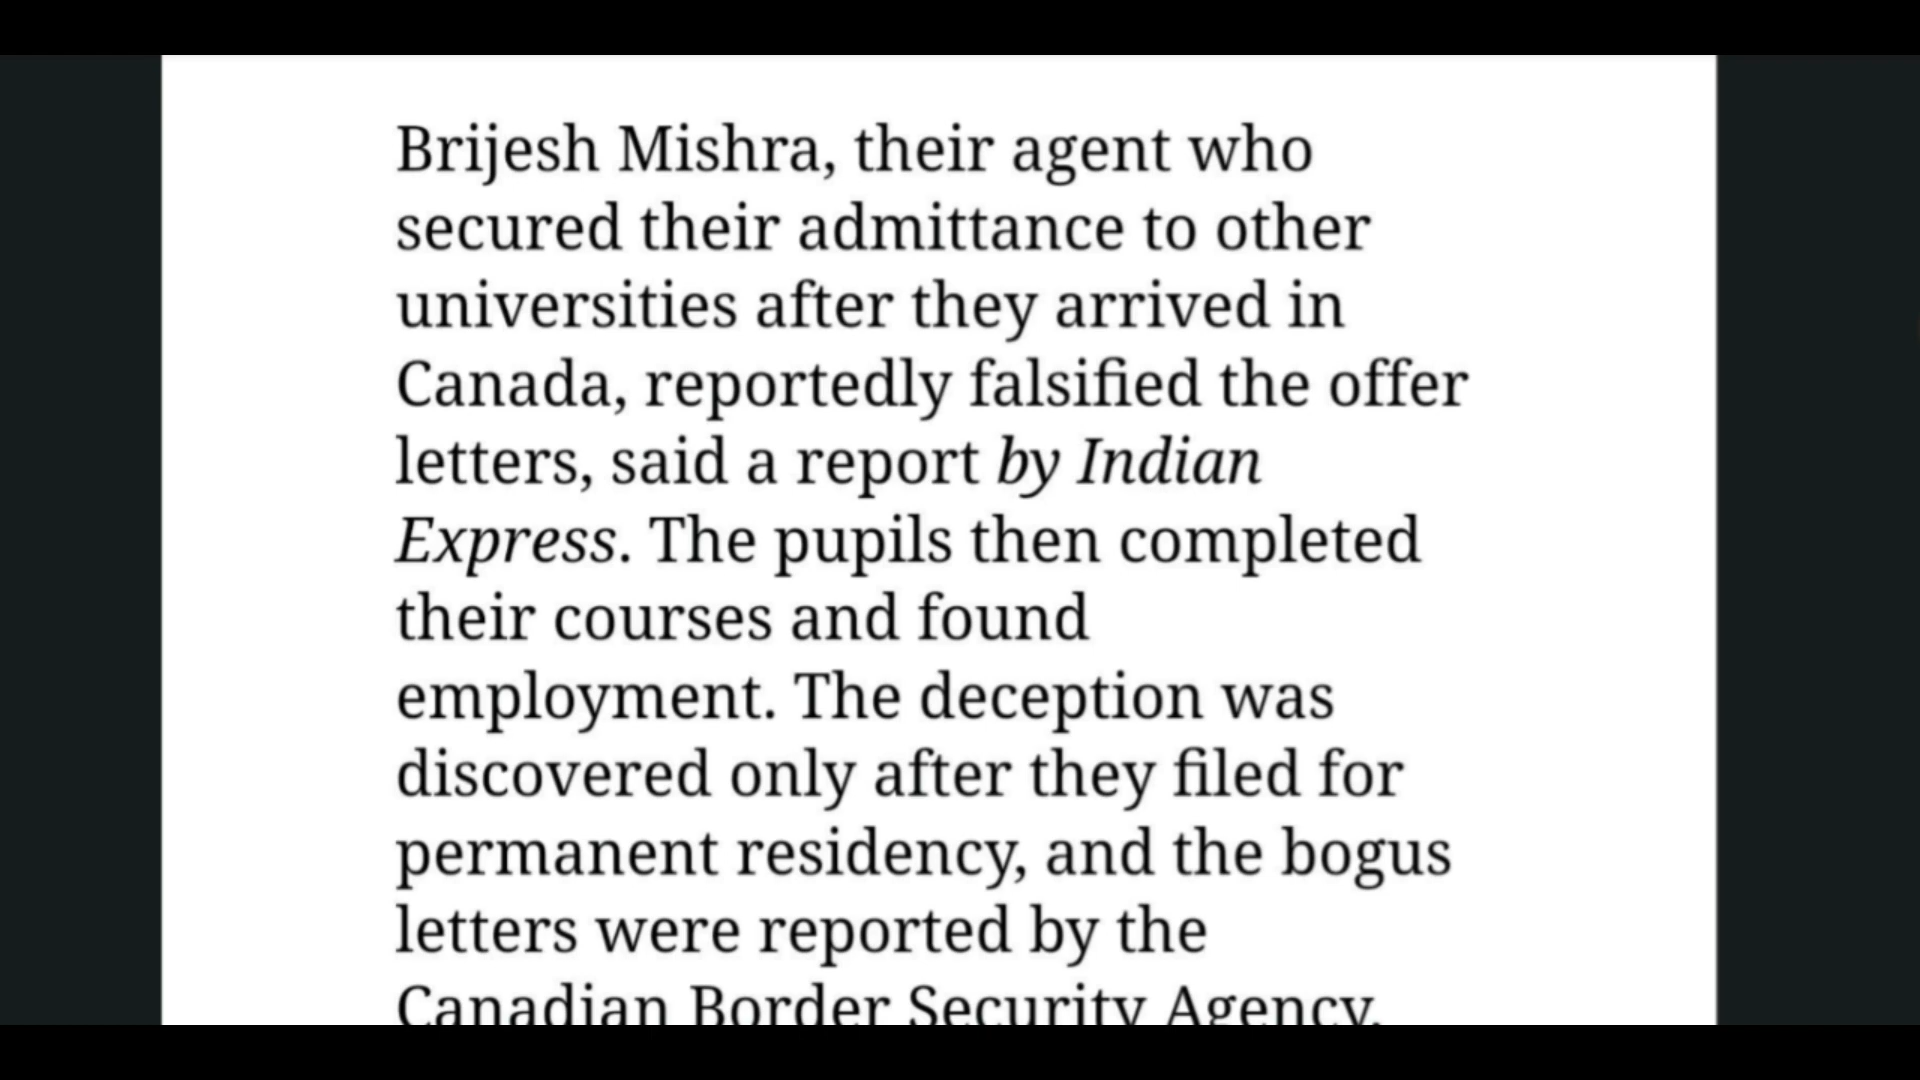 Brijesh Mishra, their agent who
secured their admittance to other
universities after they arrived in
Canada, reportedly falsified the offer
letters, said a report by Indian
Express. The pupils then completed
their courses and found
employment. The deception was
discovered only after they filed for
permanent residency, and the bogus
letters were reported by the
Canadian Border Security Agency.